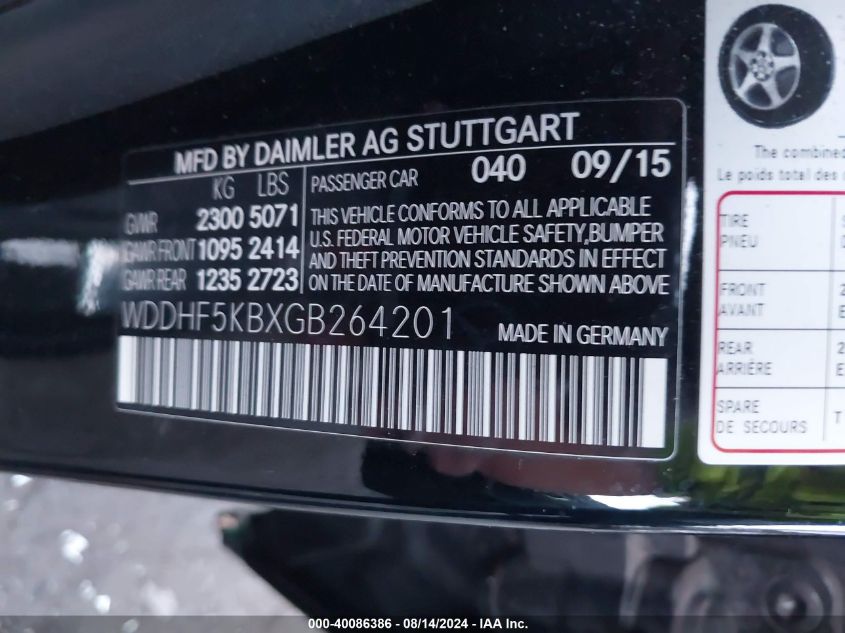 MFD BY DAIMLER AG STUTTGART
KG LBS PASSENGER CAR 040 09/15
GVWR 2300 5071
GAWR FRONT 1095 2414
GAWR REAR 1235 2723
THIS VEHICLE CONFORMS TO ALL APPLICABLE
U.S. FEDERAL MOTOR VEHICLE SAFETY,BUMPER
AND THEFT PREVENTION STANDARDS IN EFFECT
ON THE DATE OF MANUFACTURE SHOWN ABOVE
WDDHF5KBXGB264201 MADE IN GERMANY
The combined
Le poids total des
TIRE
PNEU
FRONT 2
AVANT E
REAR 2
ARRIÈRE E
SPARE
DE SECOURS T
000-40086386 - 08/14/2024 - IAA Inc.